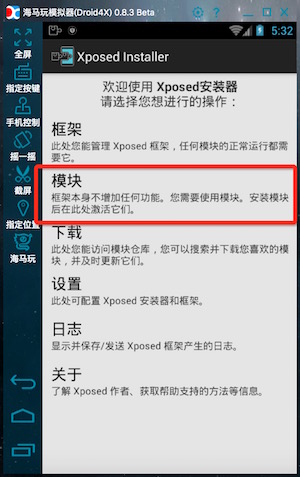 海马玩模拟器(Droid4X) 0.8.3 Beta
全屏
指定按键
手机控制
摇一摇
截屏
指定位置
海马玩
5:32
Xposed Installer
欢迎使用 Xposed安装器
请选择您想进行的操作：
框架
此处您能管理 Xposed 框架，任何模块的正常运行都需
要它。
模块
框架本身不增加任何功能。您需要使用模块。安装模块
后在此处激活它们。
下载
此处您能访问模块仓库，您可以搜索并下载您喜欢的模
块，并及时更新它们。
设置
此处可配置 Xposed 安装器和框架。
日志
显示并保存/发送 Xposed 框架产生的日志。
关于
了解 Xposed 作者、获取帮助支持的方法等信息。